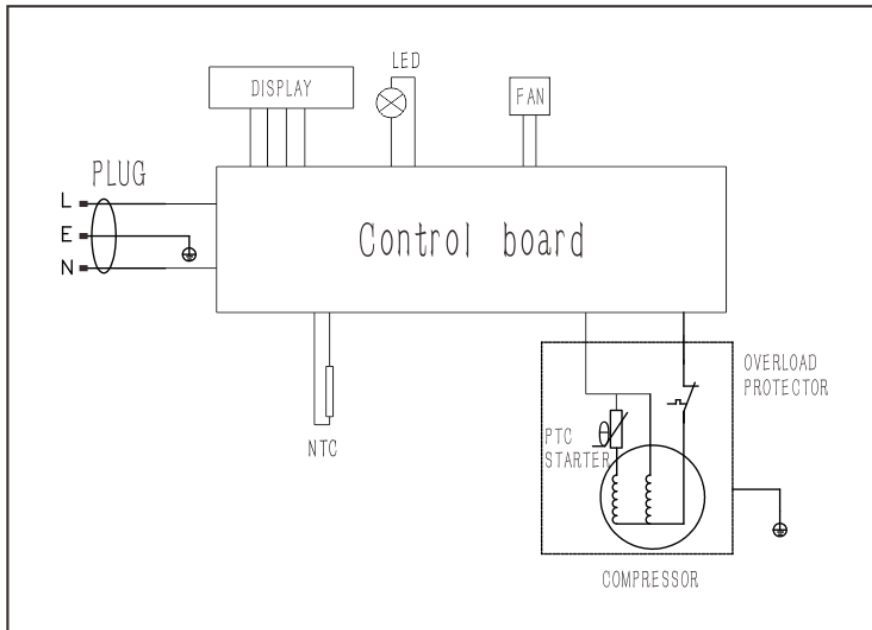 LED
DISPLAY
FAN
PLUG
L
E
N
Control board
OVERLOAD
PROTECTOR
PTC
STARTER
NTC
COMPRESSOR